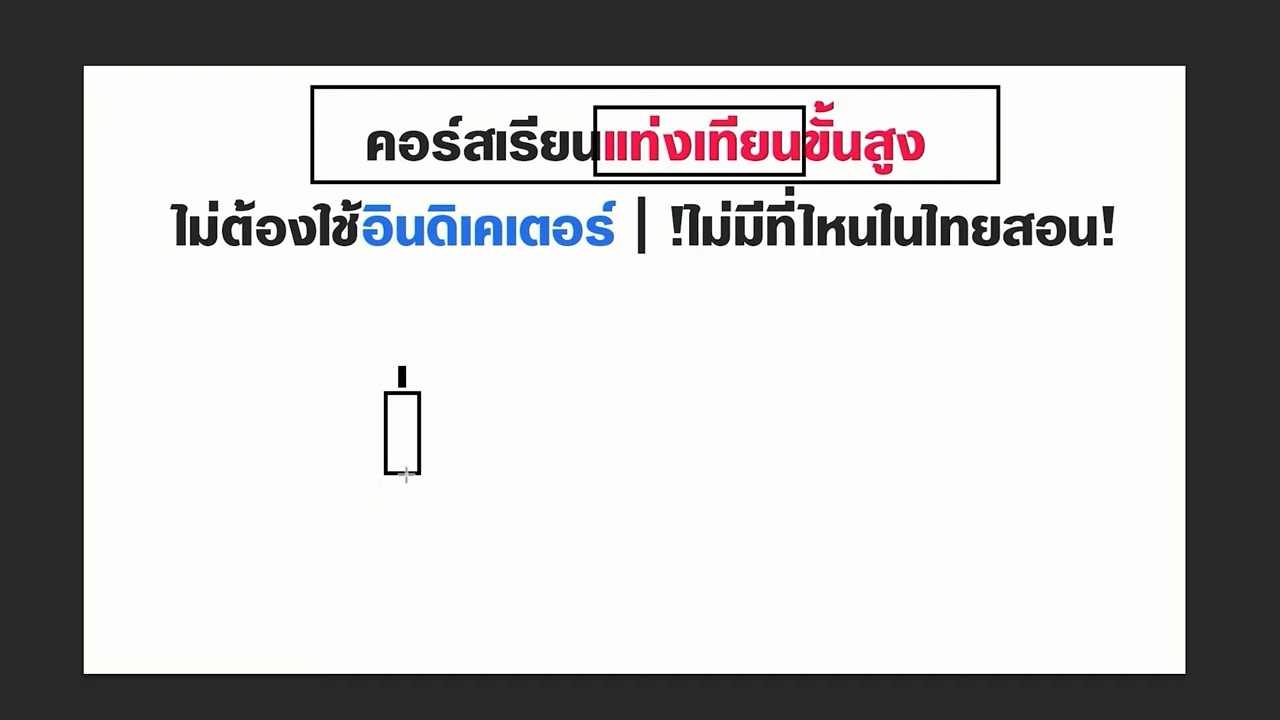 คอร์สเรียนแท่งเทียนขั้นสูง
ไม่ต้องใช้อินดิเคเตอร์ | !ไม่มีที่ไหนในไทยสอน!